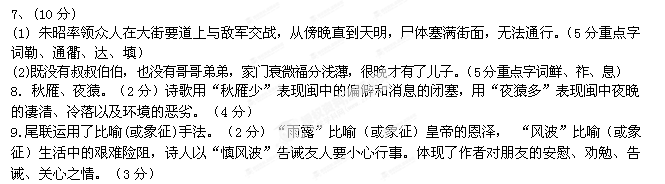 7、(10 分)
(1) 朱昭率领众人在大街要道上与敌军交战，从傍晚直到天明，尸体塞满街面，无法通行。(5 分重点字
词勒、通衢、达、填)
(2)既没有叔叔伯伯，也没有哥哥弟弟，家门衰微福分浅薄，很晚才有了儿子。(5分重点字词鲜、祚、息)
8．秋雁、夜猿。（2 分）诗歌用“秋雁少”表现闽中的偏僻和消息的闭塞，用“夜猿多”表现闽中夜晚
的凄清、冷落以及环境的恶劣。（4 分）
9.尾联运用了比喻(或象征)手法。（2 分）“雨露”比喻（或象征）皇帝的恩泽， “风波”比喻（或象
征）生活中的艰难险阻，诗人以“慎风波”告诫友人要小心行事。体现了作者对朋友的安慰、劝勉、告
诫、关心之情。（3 分）